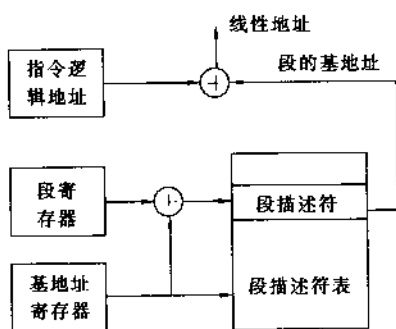 线性地址
指令逻
辑地址
段的基地址
段寄
存器
段描述符
基地址
寄存器
段描述符表